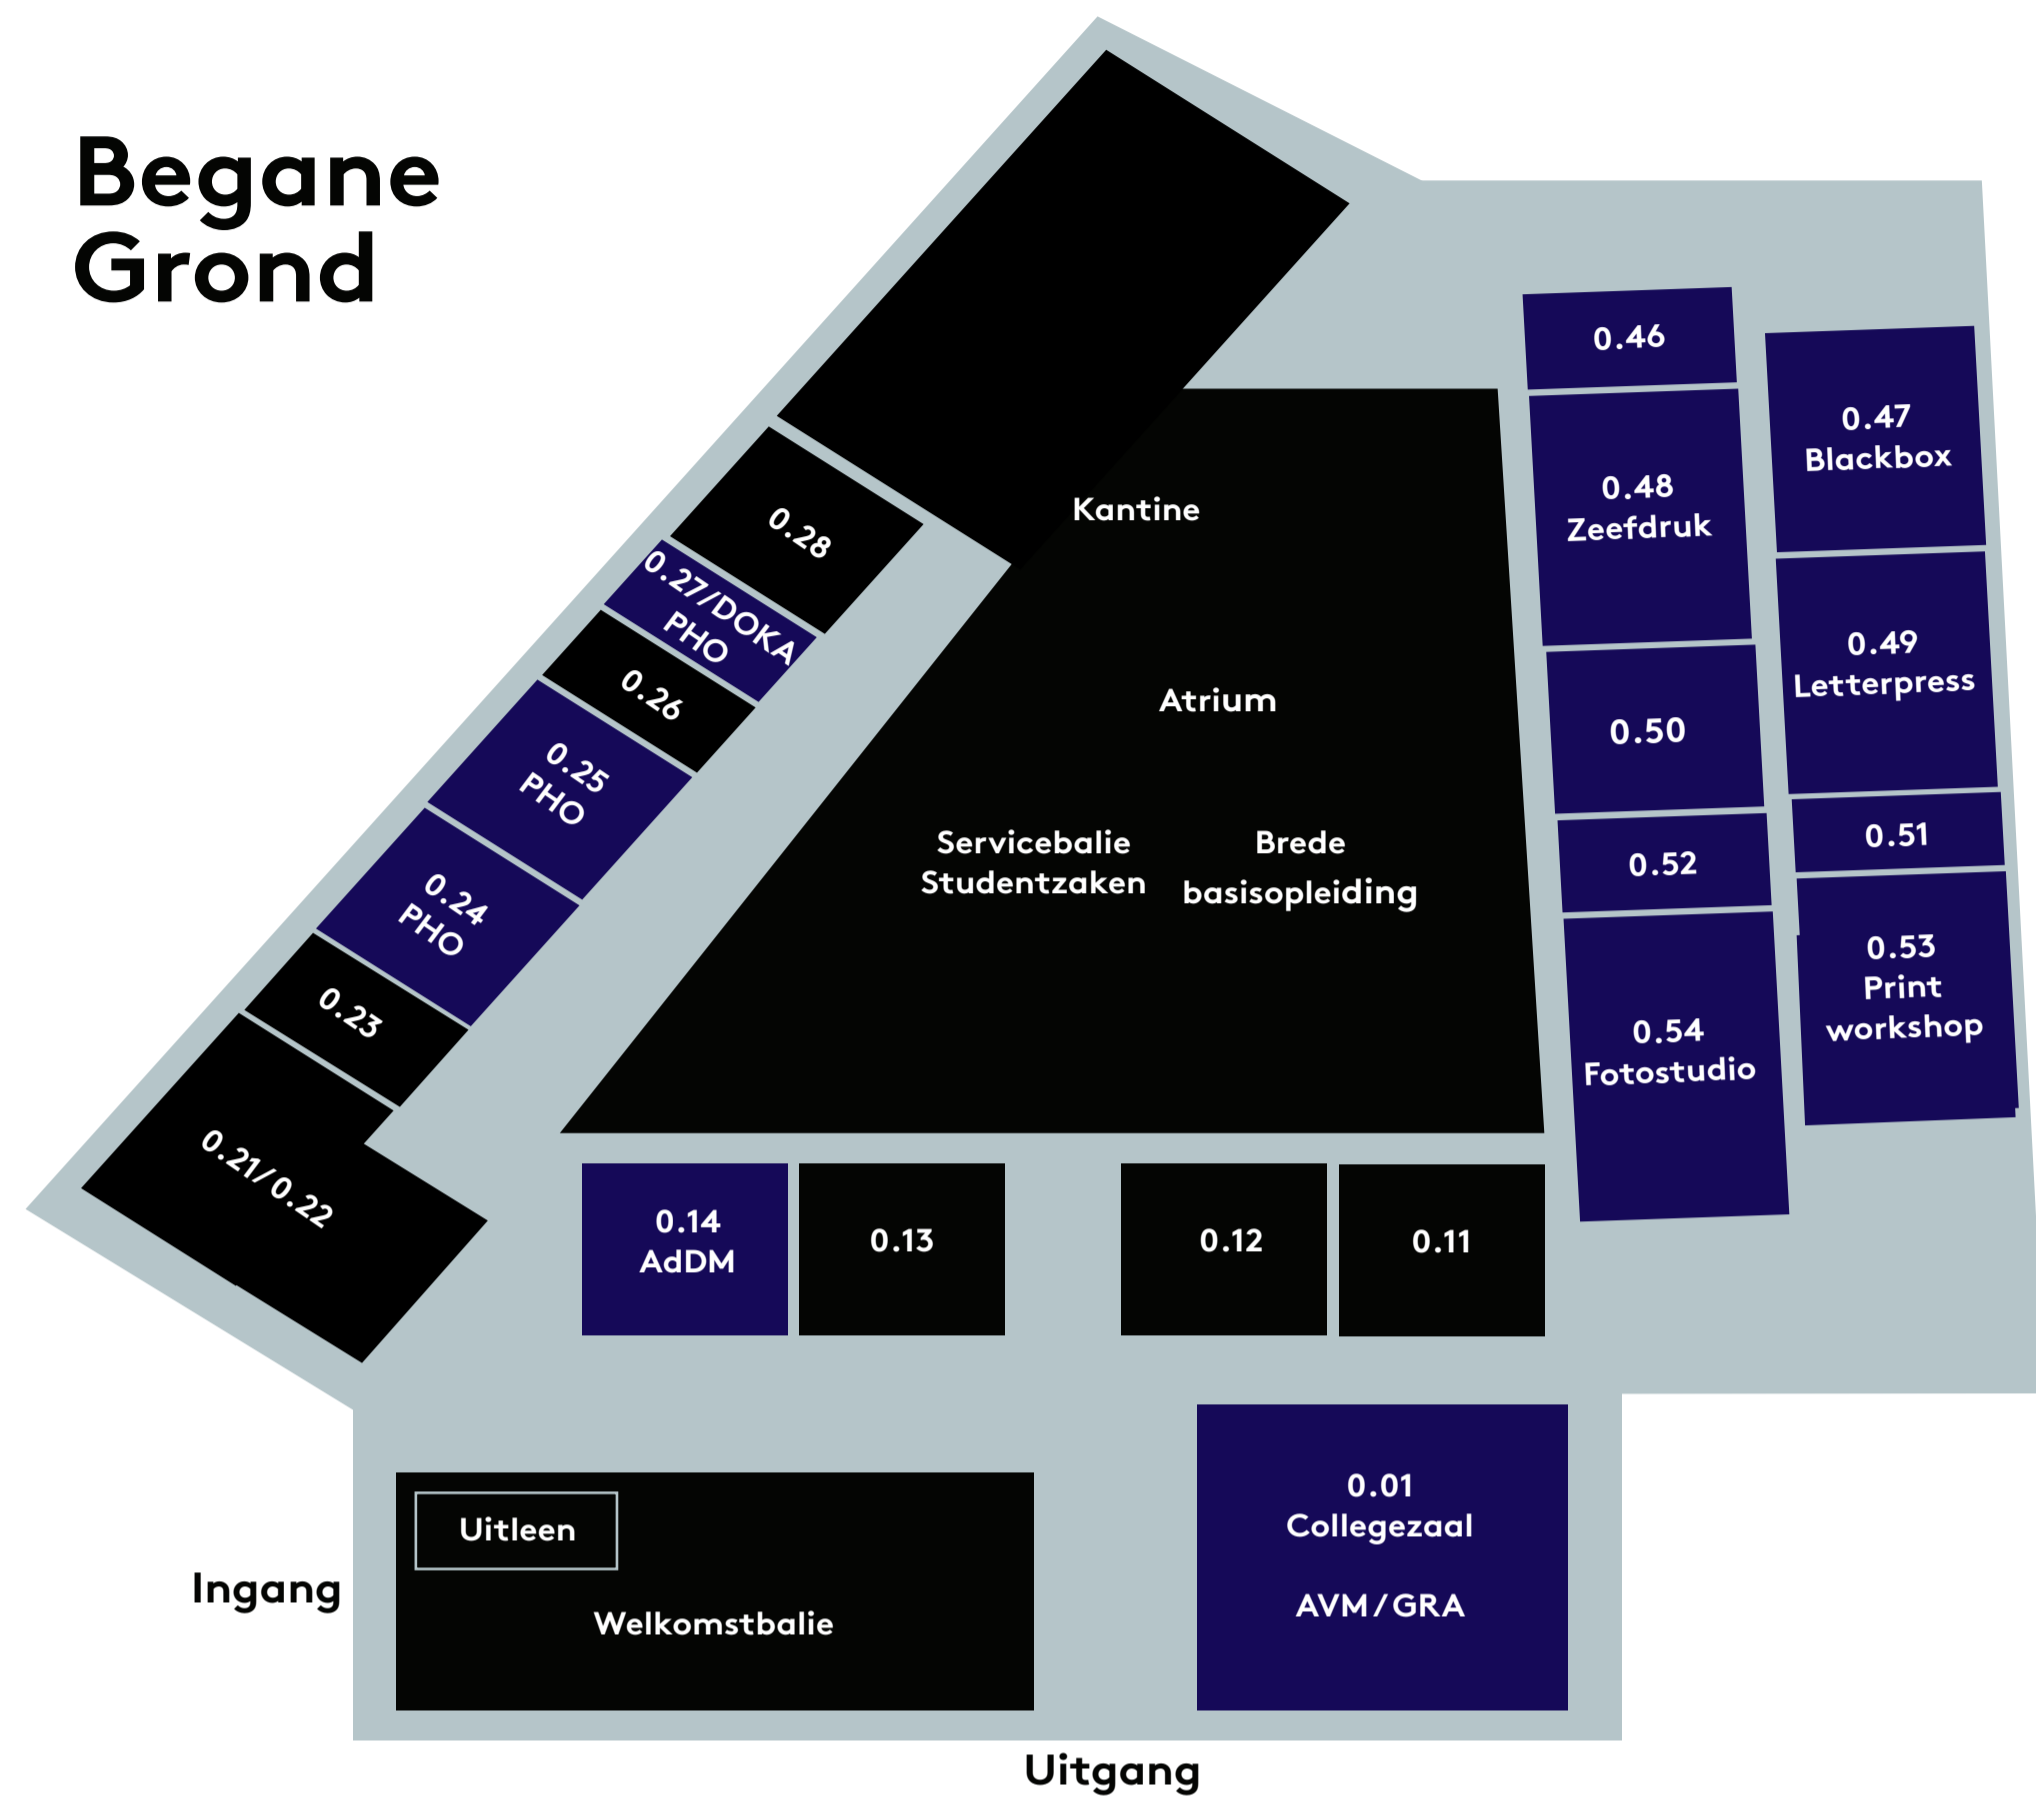 Begane
Grond
0.46
0.47
Blackbox
0.48
Zeefdruk
Kantine
0.28
0.27/DOKA
PHO
0.26
0.49
Letterpress
Atrium
0.50
0.25
PHO
0.51
0.52
Servicebalie
Studentzaken
Brede
basisopleiding
0.24
PHO
0.53
Print
workshop
0.23
0.54
Fotostudio
0.21/0.22
0.14
AdDM
0.13
0.12
0.11
0.01
Collegezaal
AVM/GRA
Uitleen
Ingang
Welkomstbalie
Uitgang